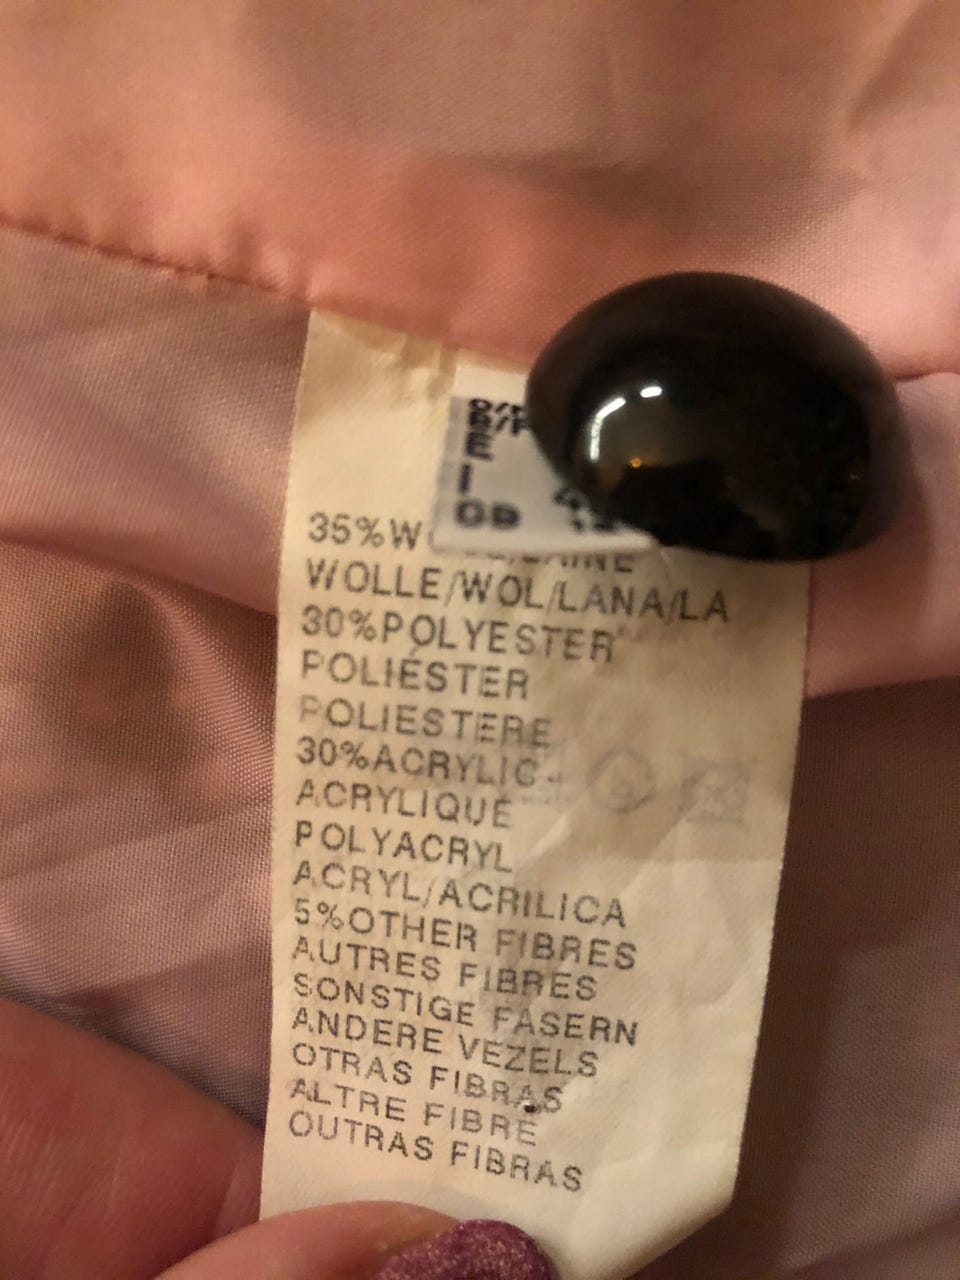 E
I
GB
35%W
WOLLE/WOL/LANA/LA
30%POLYESTER
POLIÉSTER
POLIESTERE
30%ACRYLIC
ACRYLIQUE
POLYACRYL
ACRYL/ACRILICA
5%OTHER FIBRES
AUTRES FIBRES
SONSTIGE FASERN
ANDERE VEZELS
OTRAS FIBRAS
ALTRE FIBRE
OUTRAS FIBRAS